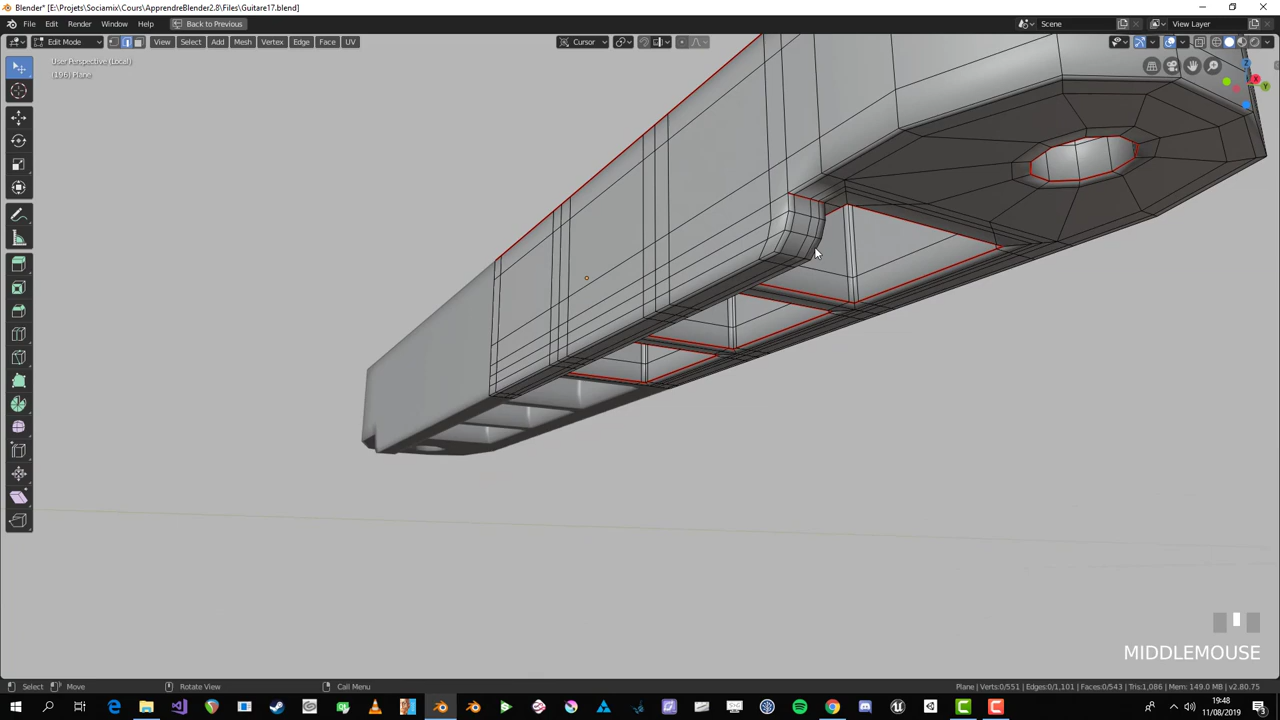 Blender* [E:\Projets\Sociamix\Cours\ApprendreBlender2.8\Files\Guitare17.blend]
File Edit Render Window Help Back to Previous Scene View Layer
Edit Mode View Select Add Mesh Vertex Edge Face UV Cursor
User Perspective (Local)
(196) Plane
MIDDLEMOUSE
Select Move Rotate View Call Menu Plane | Verts:0/551 | Edges:0/1,101 | Faces:0/543 | Tris:1,086 | Mem: 149.0 MB | v2.80.75
19:48
11/08/2019